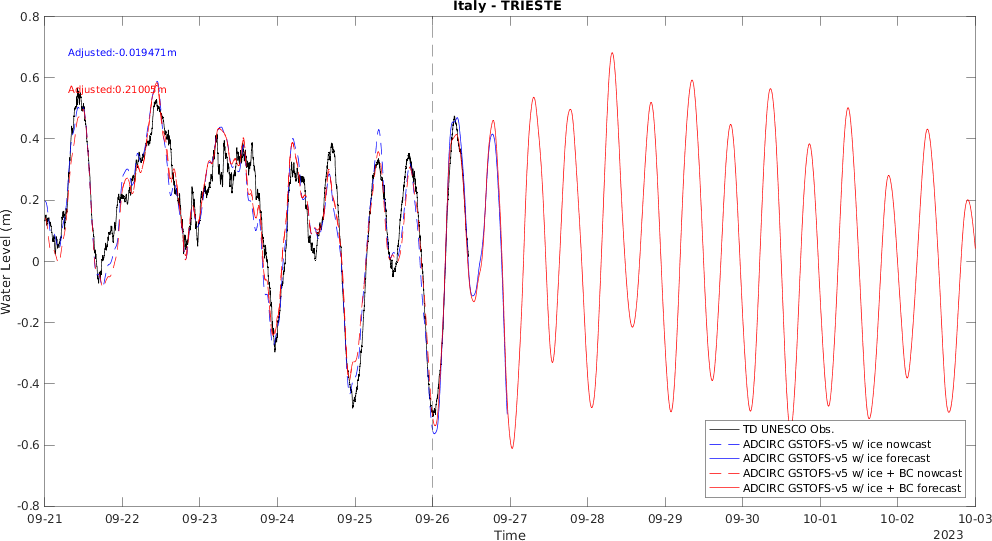 Italy - TRIESTE
Adjusted:-0.019471m
Adjusted:0.21005m
Water Level (m)
0.8
0.6
0.4
0.2
0
-0.2
-0.4
-0.6
-0.8
TD UNESCO Obs.
ADCIRC GSTOFS-v5 w/ ice nowcast
ADCIRC GSTOFS-v5 w/ ice forecast
ADCIRC GSTOFS-v5 w/ ice + BC nowcast
ADCIRC GSTOFS-v5 w/ ice + BC forecast
09-21 09-22 09-23 09-24 09-25 09-26 09-27 09-28 09-29 09-30 10-01 10-02 10-03
Time
2023